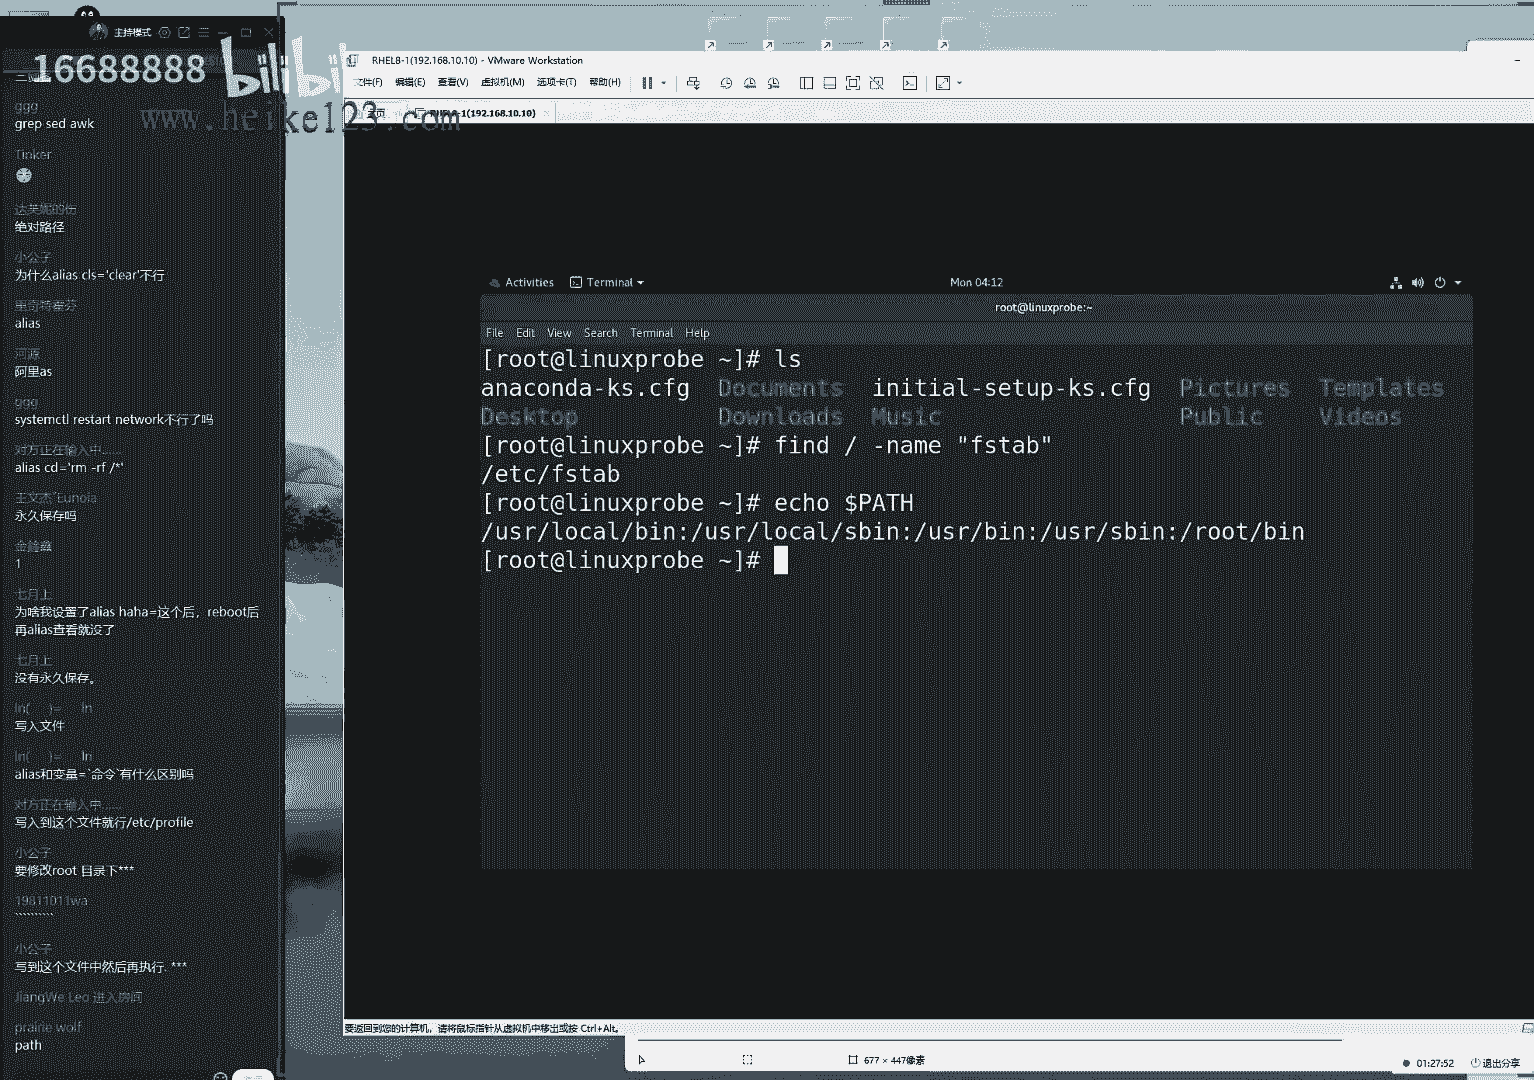 主持模式
16688888
bilibili
www.heike123.com
ggg
grep sed awk
Tinker
绝对路径
小公子
为什么alias cls='clear'不行
alias
河源
阿里as
ggg
systemctl restart network不行了吗
对方正在输入中......
alias cd='rm -rf /*'
王文杰`Eunoia
永久保存吗
1
七月上
为啥我设置了alias haha=这个后，reboot后
再alias查看就没了
七月上
没有永久保存。
ln( )= ln
写入文件
ln( )= ln
alias和变量=`命令`有什么区别吗
对方正在输入中......
写入到这个文件就行/etc/profile
小公子
要修改root 目录下***
19811011wa
``````````
小公子
写到这个文件中然后再执行. ***
JiangWe Leo 进入房间
prairie wolf
path
RHEL8-1(192.168.10.10) - VMware Workstation
文件(F) 编辑(E) 查看(V) 虚拟机(M) 选项卡(T) 帮助(H)
主页 RHEL8-1(192.168.10.10)
Activities Terminal Mon 04:12
root@linuxprobe:~
File Edit View Search Terminal Help
[root@linuxprobe ~]# ls
anaconda-ks.cfg Documents initial-setup-ks.cfg Pictures Templates
Desktop Downloads Music Public Videos
[root@linuxprobe ~]# find / -name "fstab"
/etc/fstab
[root@linuxprobe ~]# echo $PATH
/usr/local/bin:/usr/local/sbin:/usr/bin:/usr/sbin:/root/bin
[root@linuxprobe ~]#
要返回到您的计算机，请将鼠标指针从虚拟机中移出或按 Ctrl+Alt。
677 × 447像素
01:27:52 退出分享